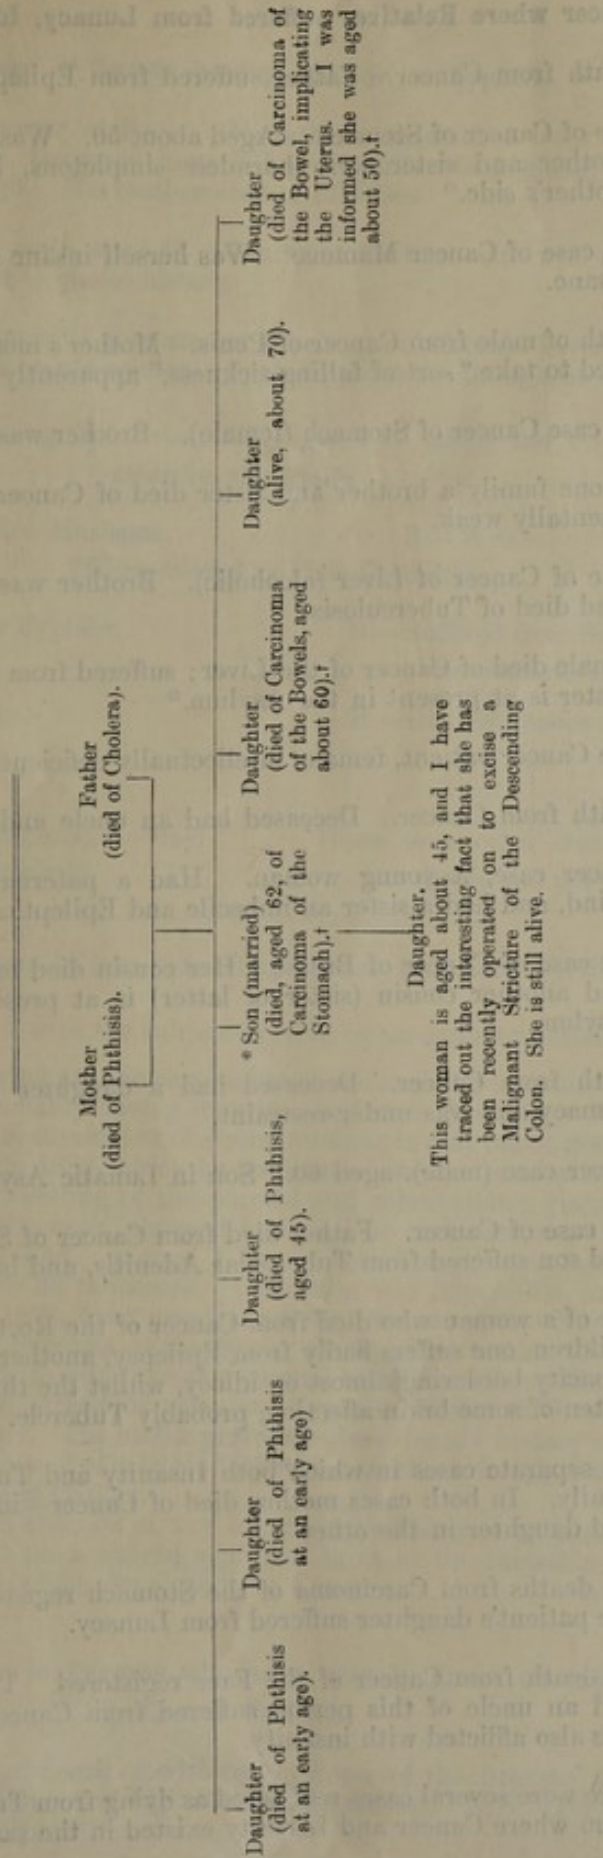 Mother
(died of Phthisis).
Father
(died of Cholera).
Daughter
(died of Phthisis
at an early age).
Daughter
(died of Phthisis
at an early age).
Daughter
(died of Phthisis,
aged 45).
* Son (married)
(died, aged 62, of
Carcinoma of the
Stomach).†
Daughter
(died of Carcinoma
of the Bowels, aged
about 60).†
Daughter
(alive, about 70).
Daughter
(died of Carcinoma of
the Bowel, implicating
the Uterus. I was
informed she was aged
about 50).†
Daughter.
This woman is aged about 45, and I have
traced out the interesting fact that she has
been recently operated on to excise a
Malignant Stricture of the Descending
Colon. She is still alive.